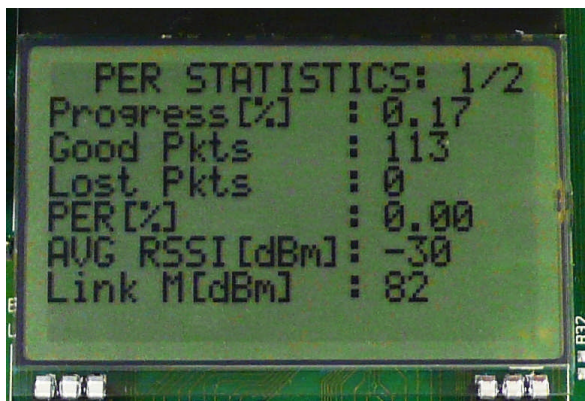 PER STATISTICS: 1/2
Progress[%] : 0.17
Good Pkts : 113
Lost Pkts : 0
PER[%] : 0.00
AVG RSSI[dBm]: -30
Link M[dBm] : 82